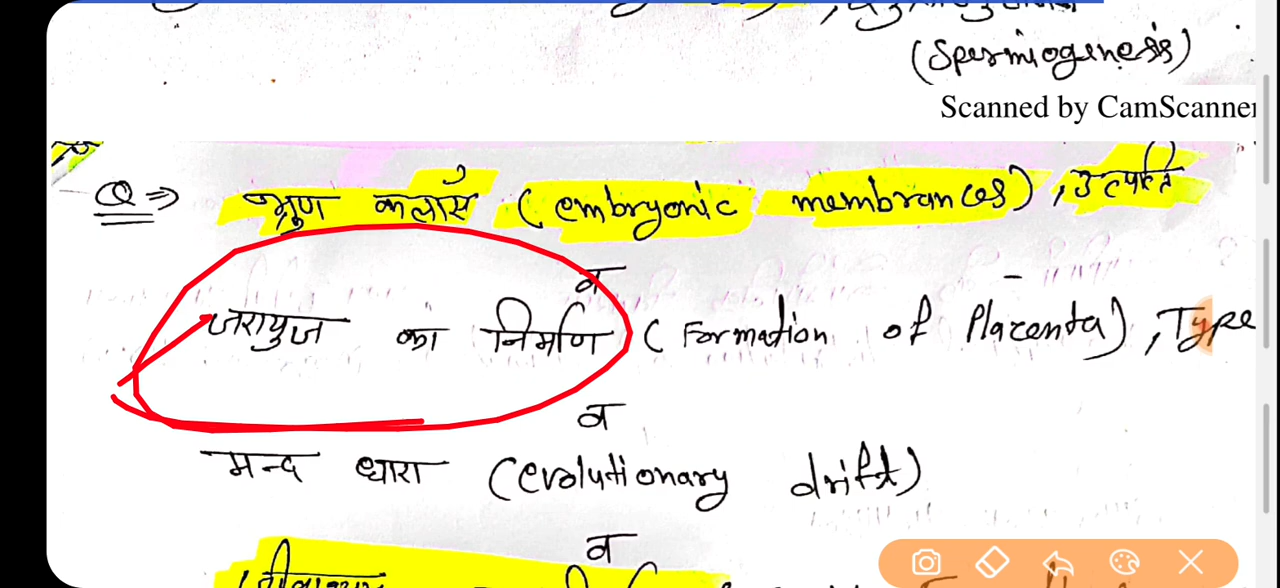 (Spermiogenesis)
Scanned by CamScanner
Q ⇒ भ्रुण कलाएँ (embryonic membranes), उत्पत्ति
व
जरायुज का निर्माण (Formation of Placenta), Type
व
मन्द धारा (evolutionary drift)
व